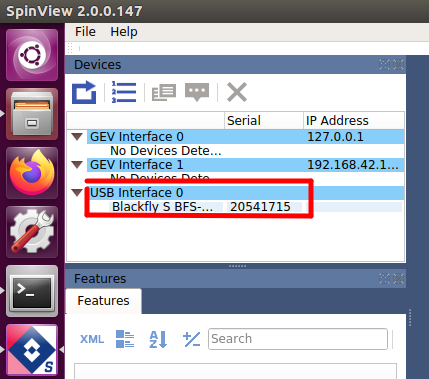 SpinView 2.0.0.147
File Help
Devices
Serial IP Address
GEV Interface 0 127.0.0.1
No Devices Dete...
GEV Interface 1 192.168.42.1...
No Devices Dete
USB Interface 0
Blackfly S BFS-... 20541715
Features
Features
XML Search